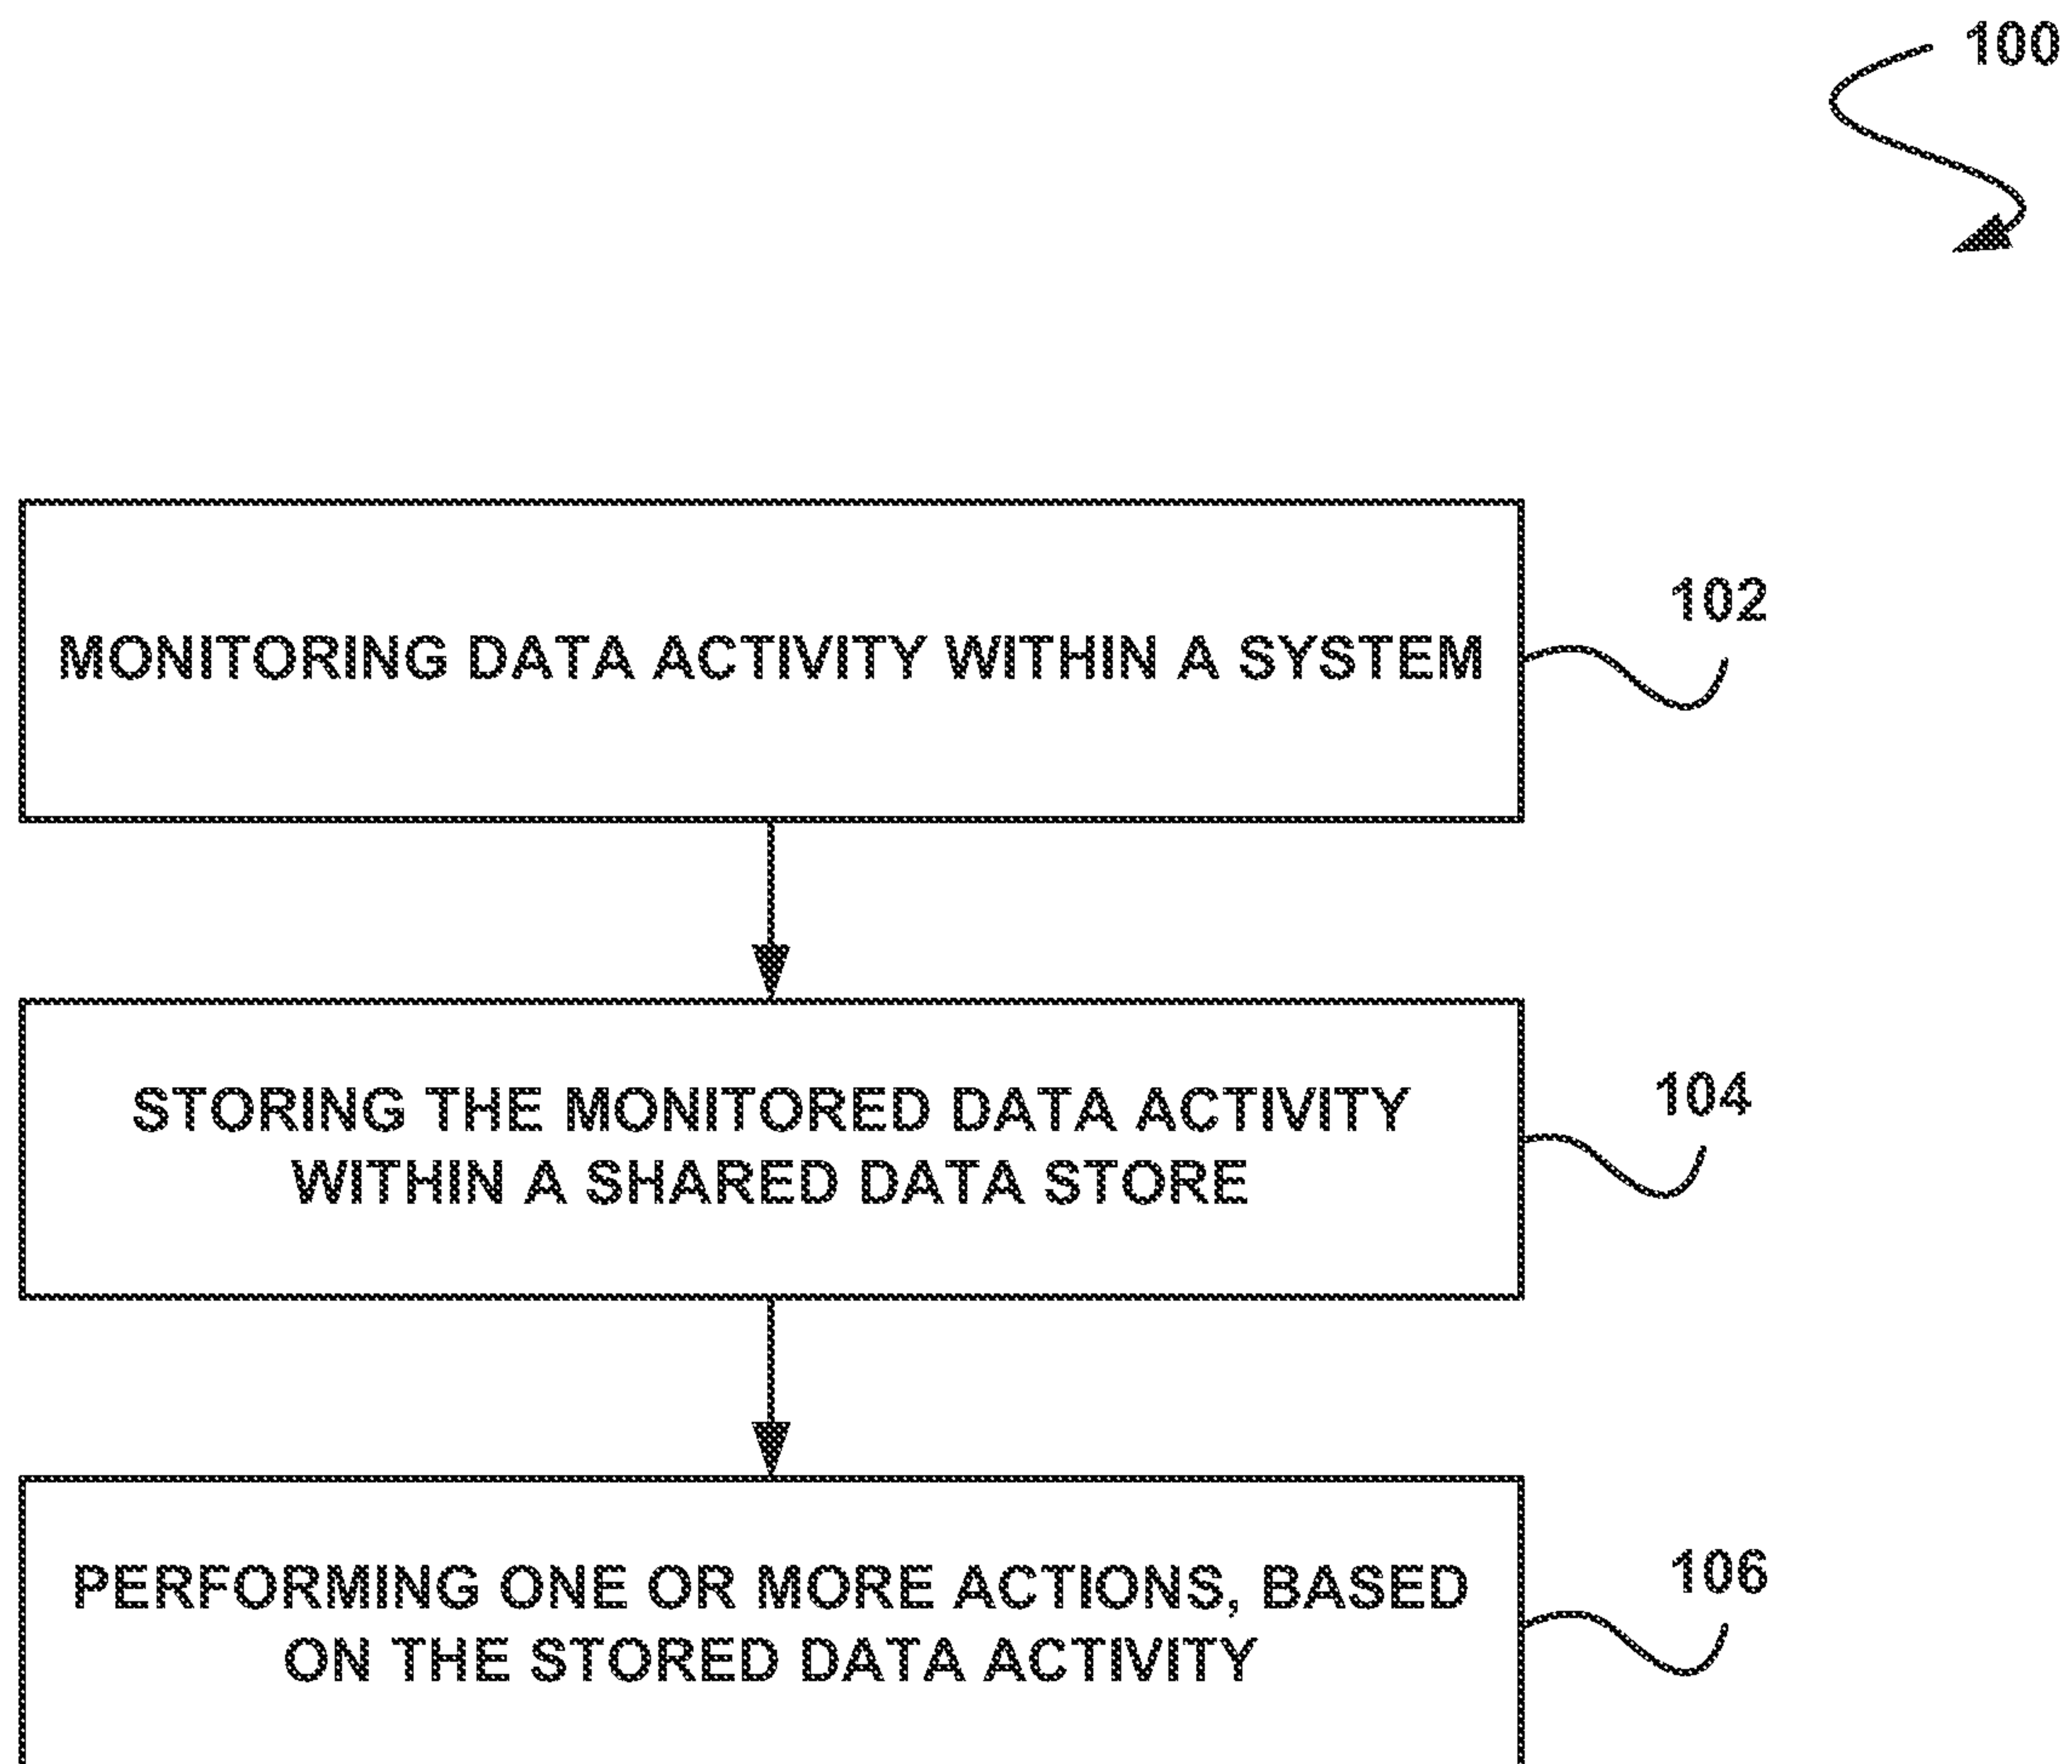 100
MONITORING DATA ACTIVITY WITHIN A SYSTEM
102
STORING THE MONITORED DATA ACTIVITY
WITHIN A SHARED DATA STORE
104
PERFORMING ONE OR MORE ACTIONS, BASED
ON THE STORED DATA ACTIVITY
106